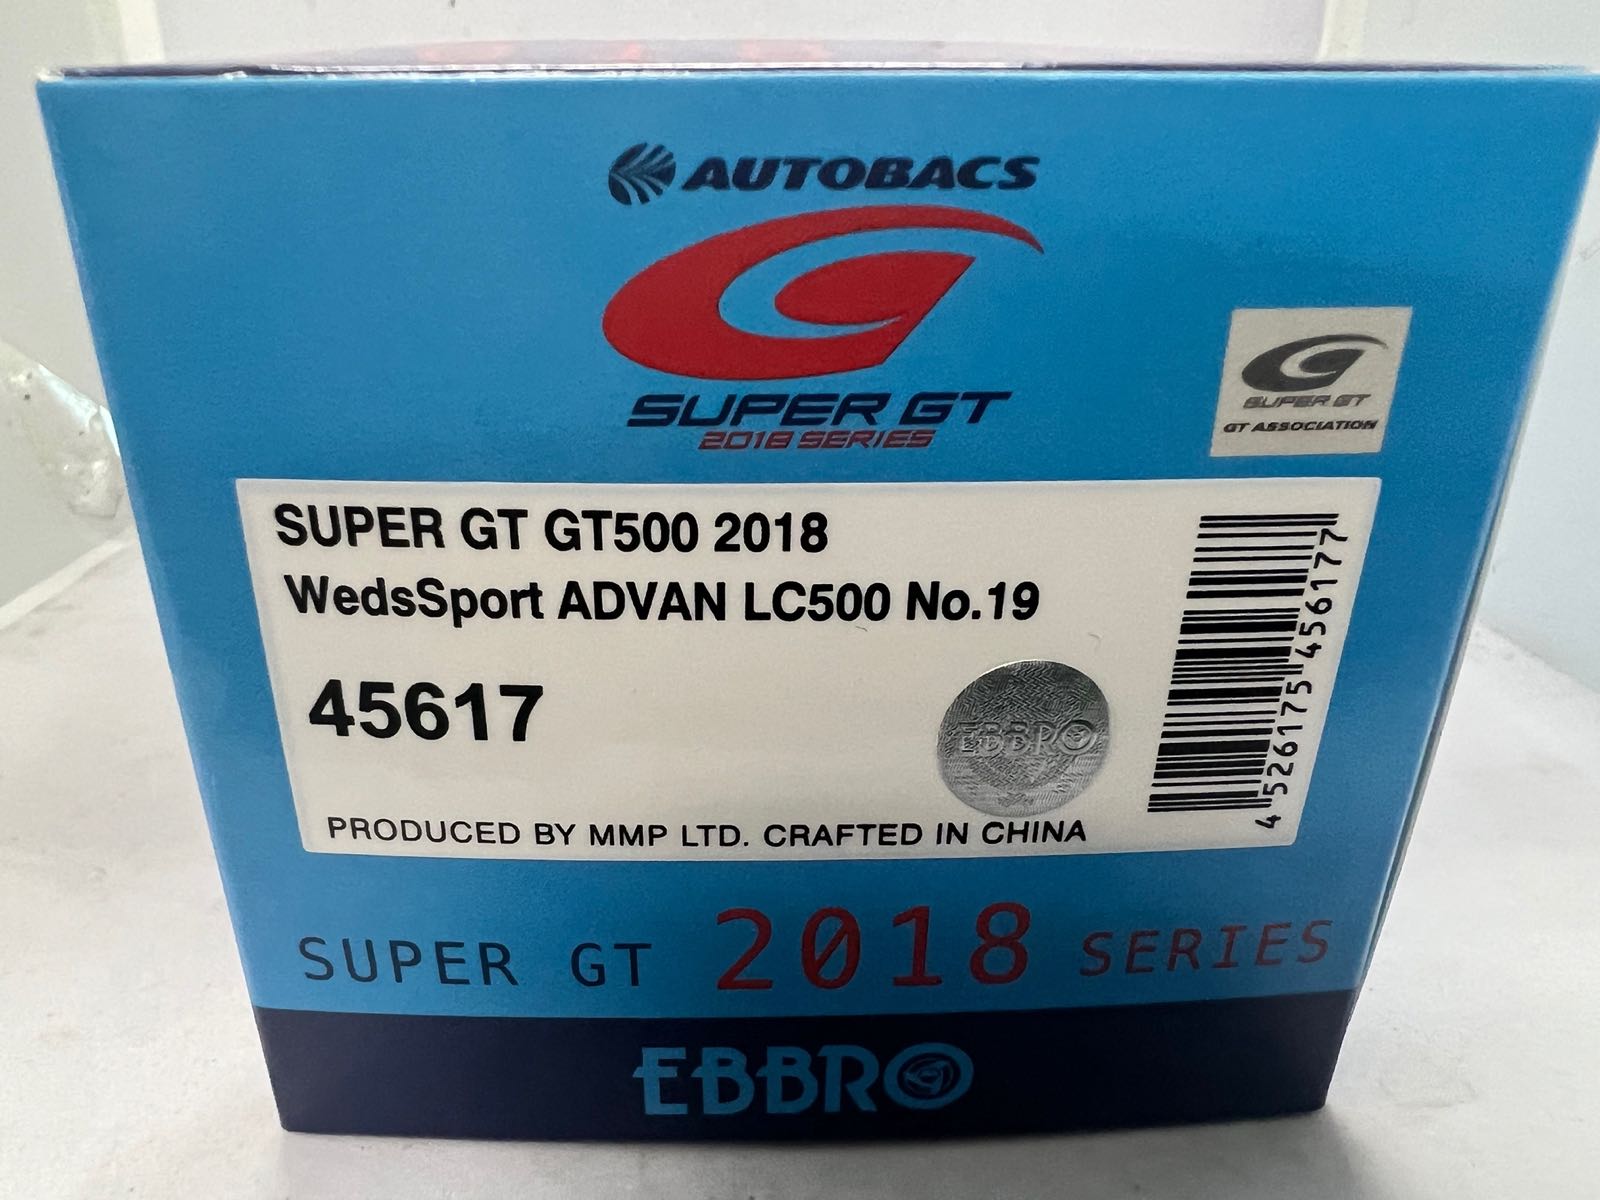 AUTOBACS
SUPER GT
2018 SERIES
SUPER GT
GT ASSOCIATION
SUPER GT GT500 2018
WedsSport ADVAN LC500 No.19
45617
EBBRO
4 526175 456177
PRODUCED BY MMP LTD. CRAFTED IN CHINA
SUPER GT 2018 SERIES
EBBRO